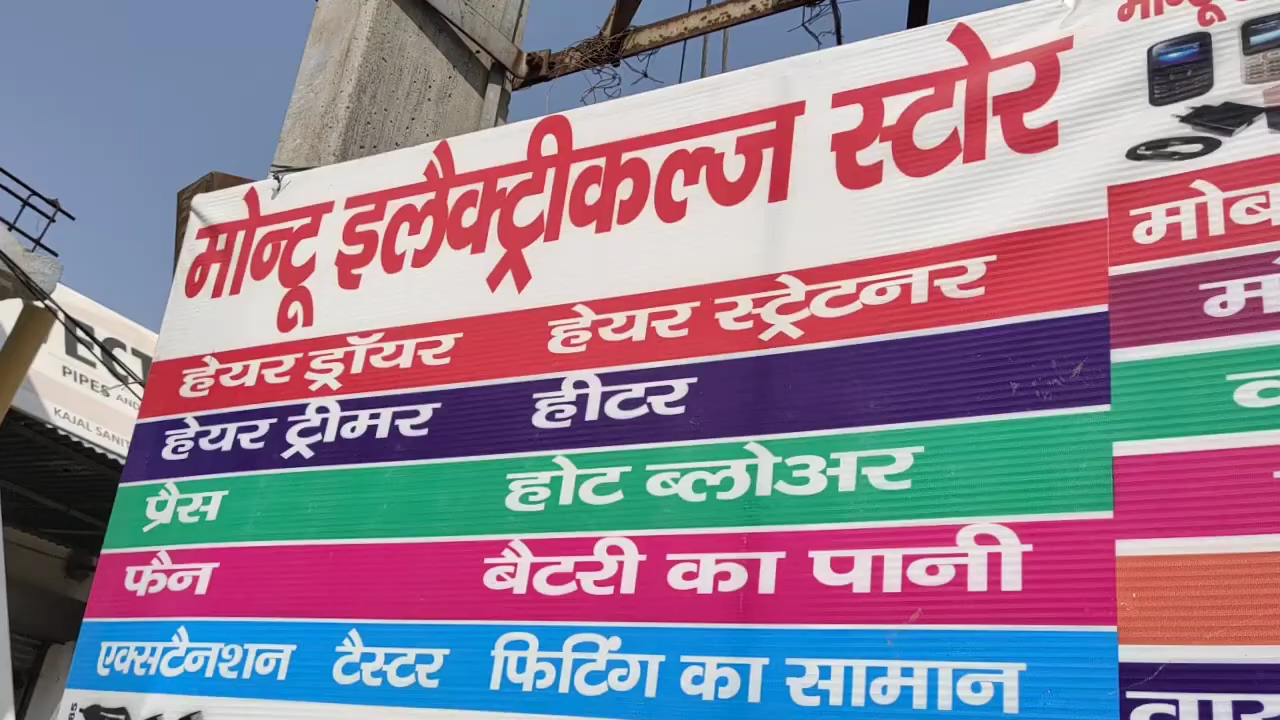 मोन्टू इलैक्ट्रीकल्ज स्टोर
हेयर ड्रॉयर हेयर स्ट्रेटनर
हेयर ट्रीमर हीटर
प्रैस होट ब्लोअर
फैन बैटरी का पानी
एक्सटैनशन टैस्टर फिटिंग का सामान
PIPES AND
KAJAL SANIT